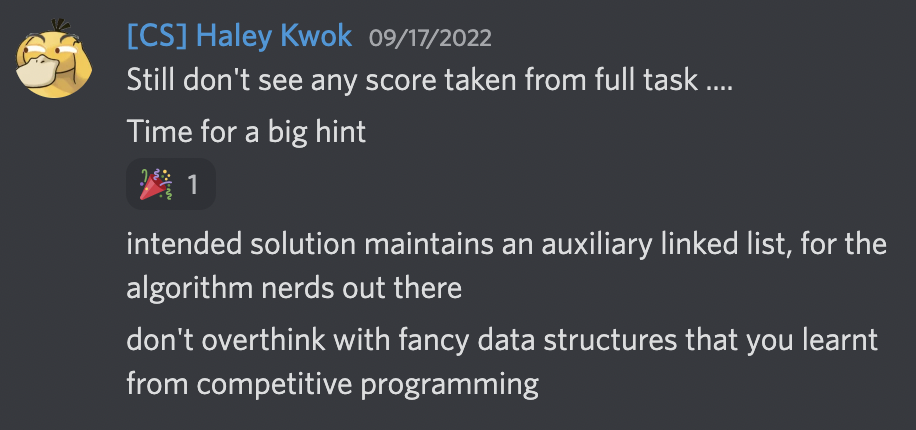 [CS] Haley Kwok 09/17/2022
Still don't see any score taken from full task ....
Time for a big hint
1
intended solution maintains an auxiliary linked list, for the
algorithm nerds out there
don't overthink with fancy data structures that you learnt
from competitive programming